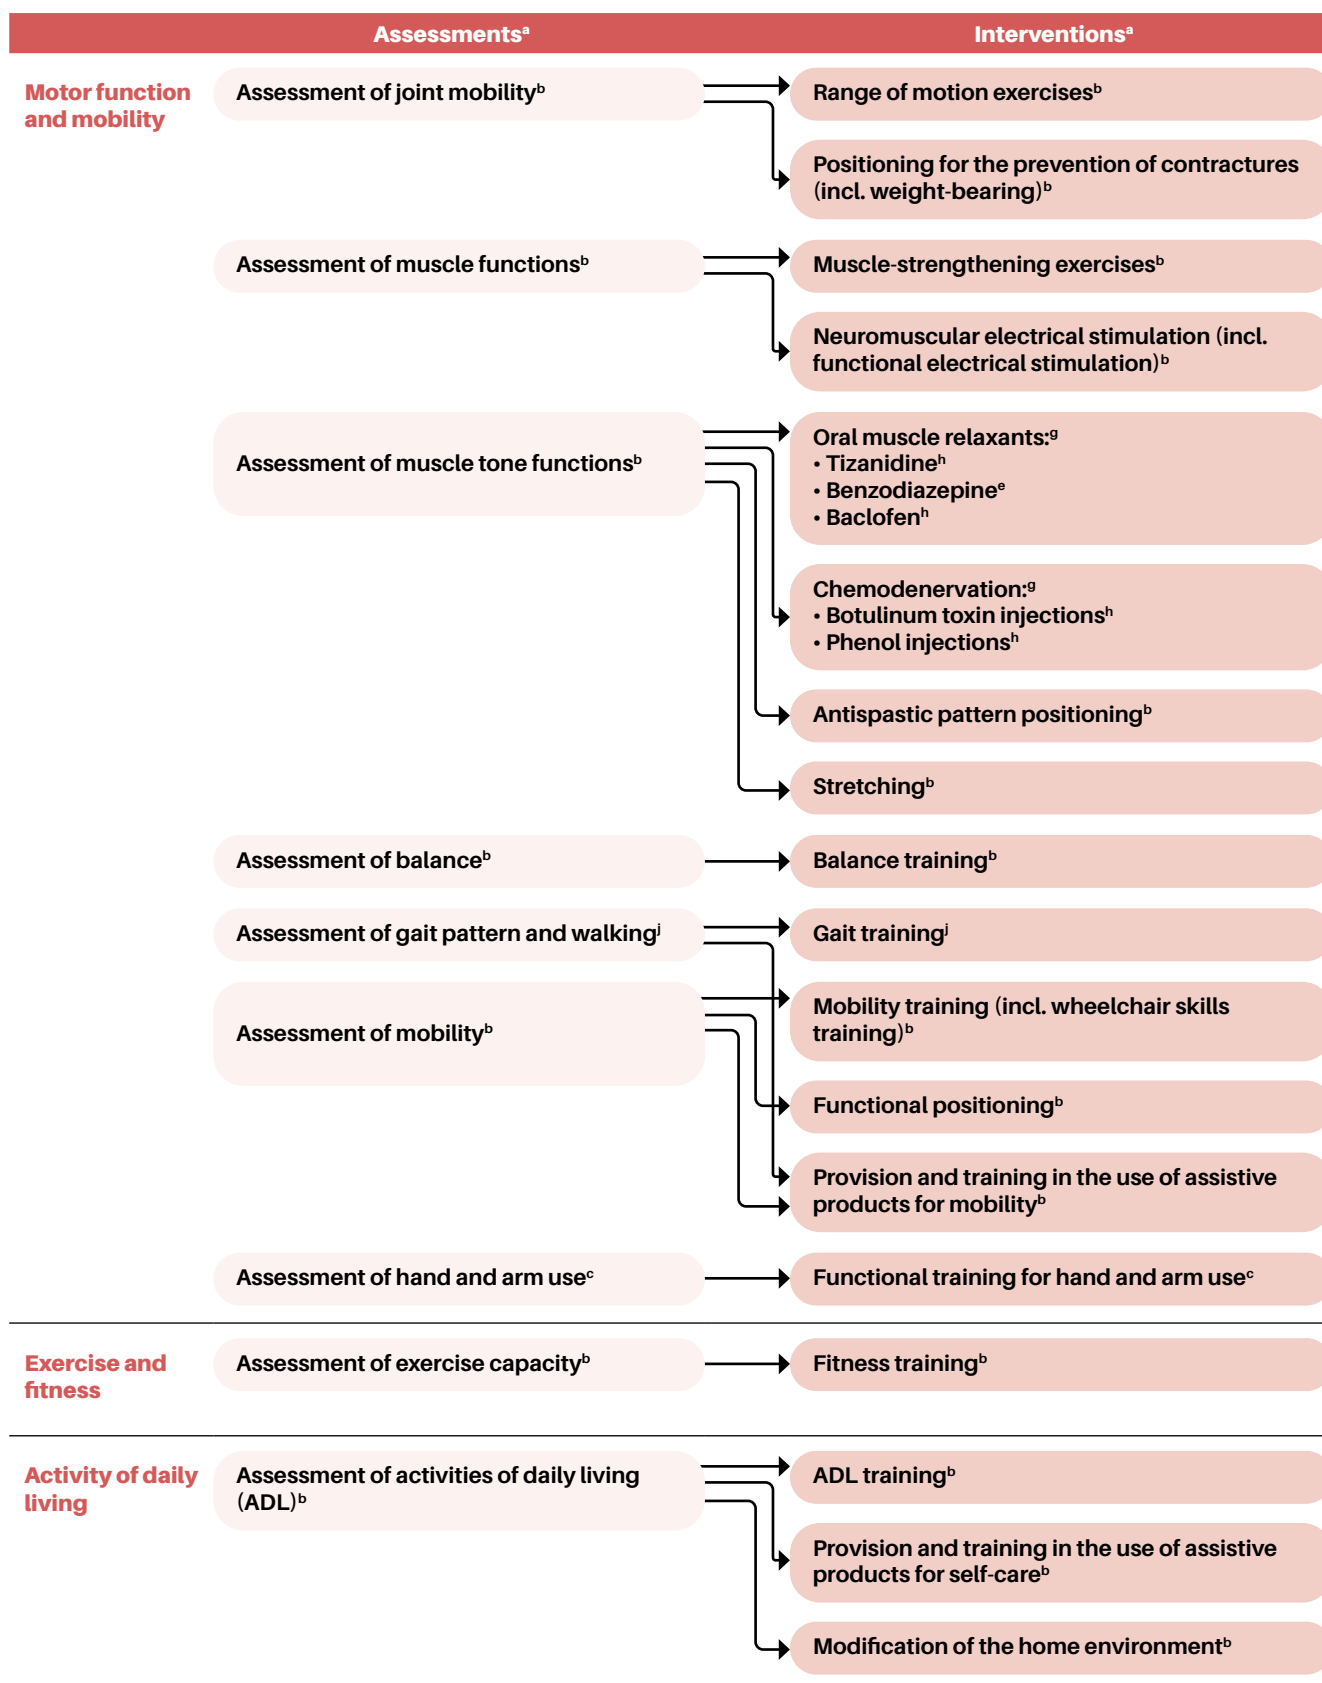 Assessmentsᵃ Interventionsᵃ
Motor function
and mobility
Assessment of joint mobilityᵇ
Range of motion exercisesᵇ
Positioning for the prevention of contractures
(incl. weight-bearing)ᵇ
Assessment of muscle functionsᵇ
Muscle-strengthening exercisesᵇ
Neuromuscular electrical stimulation (incl.
functional electrical stimulation)ᵇ
Assessment of muscle tone functionsᵇ
Oral muscle relaxants:ᵍ
• Tizanidineʰ
• Benzodiazepineᵉ
• Baclofenʰ
Chemodenervation:ᵍ
• Botulinum toxin injectionsʰ
• Phenol injectionsʰ
Antispastic pattern positioningᵇ
Stretchingᵇ
Assessment of balanceᵇ
Balance trainingᵇ
Assessment of gait pattern and walkingʲ
Gait trainingʲ
Assessment of mobilityᵇ
Mobility training (incl. wheelchair skills
training)ᵇ
Functional positioningᵇ
Provision and training in the use of assistive
products for mobilityᵇ
Assessment of hand and arm useᶜ
Functional training for hand and arm useᶜ
Exercise and
fitness
Assessment of exercise capacityᵇ
Fitness trainingᵇ
Activity of daily
living
Assessment of activities of daily living
(ADL)ᵇ
ADL trainingᵇ
Provision and training in the use of assistive
products for self-careᵇ
Modification of the home environmentᵇ